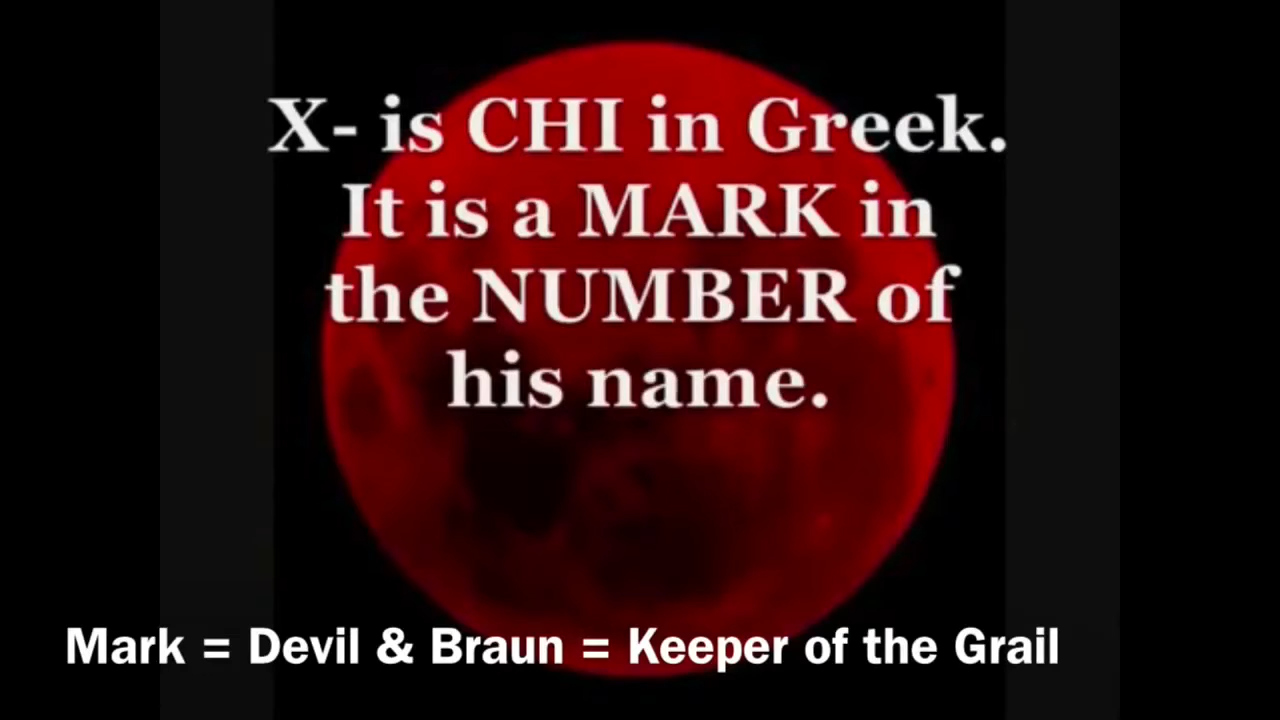 X- is CHI in Greek.
It is a MARK in
the NUMBER of
his name.
Mark = Devil & Braun = Keeper of the Grail